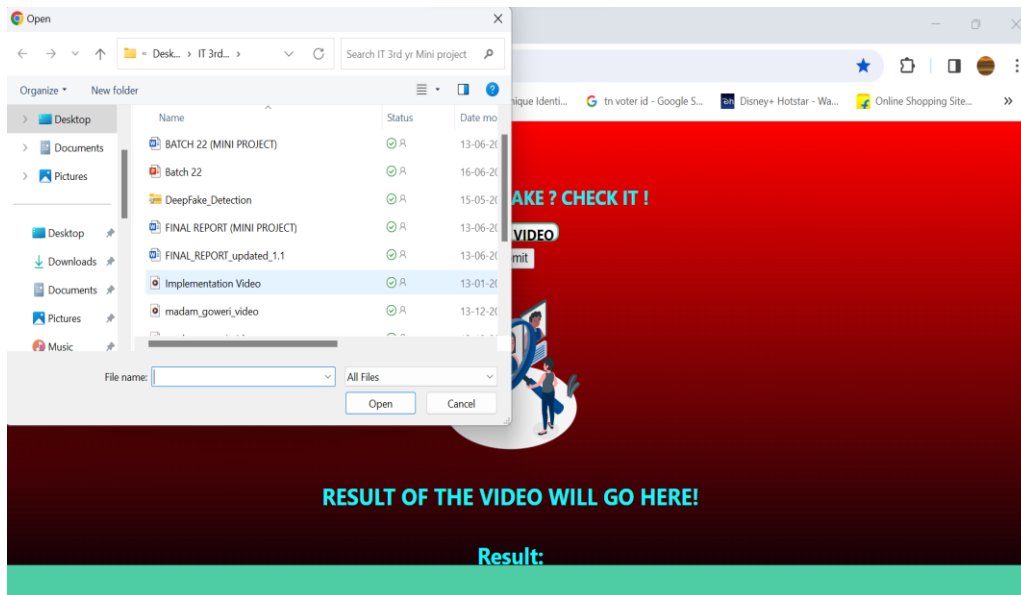 Open
Desk... › IT 3rd... ›
Search IT 3rd yr Mini project
Organize
New folder
nique Identi...
tn voter id - Google S...
Disney+ Hotstar - Wa...
Online Shopping Site...
Name Status Date mo
Desktop
Documents
Pictures
Desktop
Downloads
Documents
Pictures
Music
BATCH 22 (MINI PROJECT) 13-06-20
Batch 22 16-06-20
DeepFake_Detection 15-05-20
FINAL REPORT (MINI PROJECT) 13-06-20
FINAL_REPORT_updated_1.1 13-06-20
Implementation Video 13-01-20
madam_goweri_video 13-12-20
File name:
All Files
Open
Cancel
AKE ? CHECK IT !
VIDEO
mit
RESULT OF THE VIDEO WILL GO HERE!
Result: